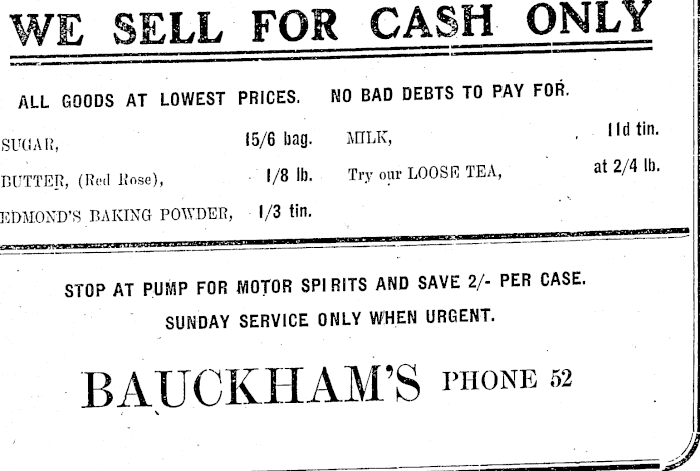 WE SELL FOR CASH ONLY
ALL GOODS AT LOWEST PRICES. NO BAD DEBTS TO PAY FOR.
SUGAR, 15/6 bag. MILK, 11d tin.
BUTTER, (Red Rose), 1/8 lb. Try our LOOSE TEA, at 2/4 lb.
EDMOND'S BAKING POWDER, 1/3 tin.
STOP AT PUMP FOR MOTOR SPIRITS AND SAVE 2/- PER CASE.
SUNDAY SERVICE ONLY WHEN URGENT.
BAUCKHAM'S PHONE 52